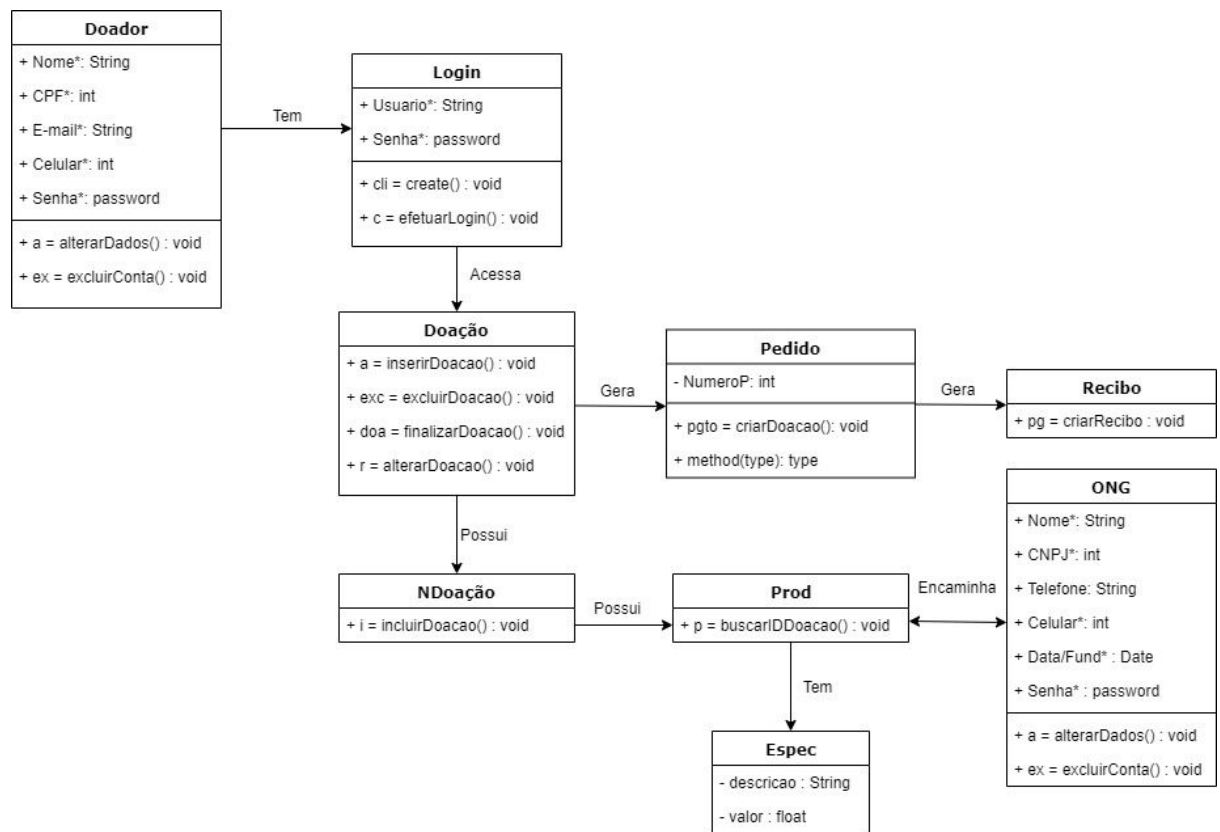 Doador
+ Nome*: String
+ CPF*: int
+ E-mail*: String
+ Celular*: int
+ Senha*: password
+ a = alterarDados() : void
+ ex = excluirConta() : void
Tem
Login
+ Usuario*: String
+ Senha*: password
+ cli = create() : void
+ c = efetuarLogin() : void
Acessa
Doação
+ a = inserirDoacao() : void
+ exc = excluirDoacao() : void
+ doa = finalizarDoacao() : void
+ r = alterarDoacao() : void
Gera
Pedido
- NumeroP: int
+ pgto = criarDoacao(): void
+ method(type): type
Gera
Recibo
+ pg = criarRecibo : void
Possui
NDoação
+ i = incluirDoacao() : void
Possui
Prod
+ p = buscarIDDoacao() : void
Encaminha
ONG
+ Nome*: String
+ CNPJ*: int
+ Telefone: String
+ Celular*: int
+ Data/Fund* : Date
+ Senha* : password
+ a = alterarDados() : void
+ ex = excluirConta() : void
Tem
Espec
- descricao : String
- valor : float